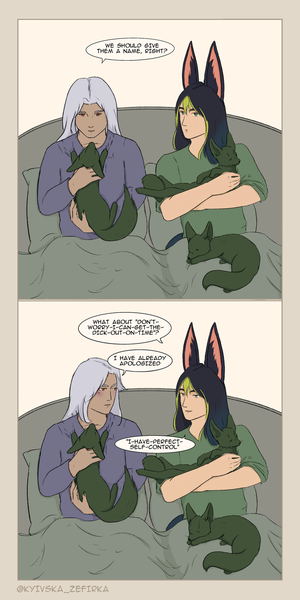 WE SHOULD GIVE
THEM A NAME, RIGHT?
WHAT ABOUT "DON'T-
WORRY-I-CAN-GET-THE-
DICK-OUT-ON-TIME"?
I HAVE ALREADY
APOLOGIZED
"I-HAVE-PERFECT-
SELF-CONTROL"
@KYIVSKA_ZEFIRKA